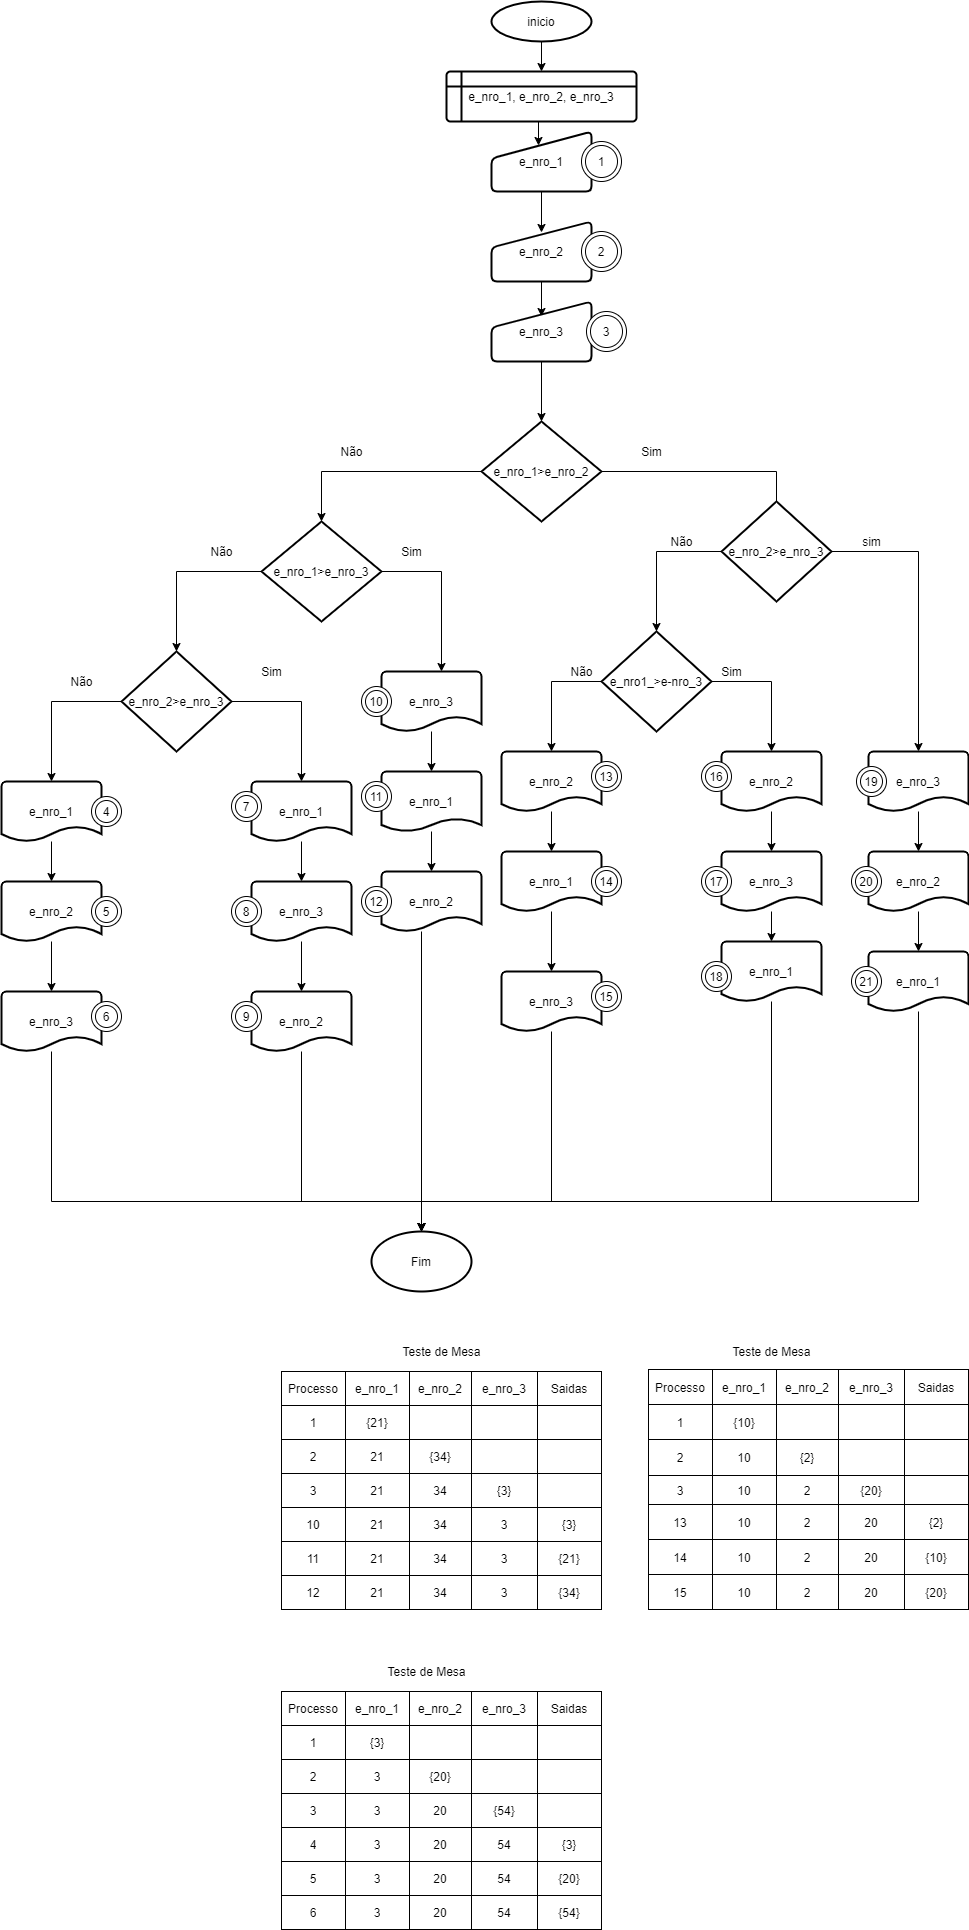 inicio
e_nro_1, e_nro_2, e_nro_3
e_nro_1 1
e_nro_2 2
e_nro_3 3
Não Sim
e_nro_1>e_nro_2
Não Sim
e_nro_1>e_nro_3
Não sim
e_nro_2>e_nro_3
Não Sim
e_nro_2>e_nro_3
Não Sim
e_nro1_>e-nro_3
10 e_nro_3
11 e_nro_1
12 e_nro_2
e_nro_1 4
e_nro_2 5
e_nro_3 6
7 e_nro_1
8 e_nro_3
9 e_nro_2
e_nro_2 13
e_nro_1 14
e_nro_3 15
16 e_nro_2
17 e_nro_3
18 e_nro_1
19 e_nro_3
20 e_nro_2
21 e_nro_1
Fim
Teste de Mesa
Processo e_nro_1 e_nro_2 e_nro_3 Saidas
1 {21}
2 21 {34}
3 21 34 {3}
10 21 34 3 {3}
11 21 34 3 {21}
12 21 34 3 {34}
Teste de Mesa
Processo e_nro_1 e_nro_2 e_nro_3 Saidas
1 {10}
2 10 {2}
3 10 2 {20}
13 10 2 20 {2}
14 10 2 20 {10}
15 10 2 20 {20}
Teste de Mesa
Processo e_nro_1 e_nro_2 e_nro_3 Saidas
1 {3}
2 3 {20}
3 3 20 {54}
4 3 20 54 {3}
5 3 20 54 {20}
6 3 20 54 {54}